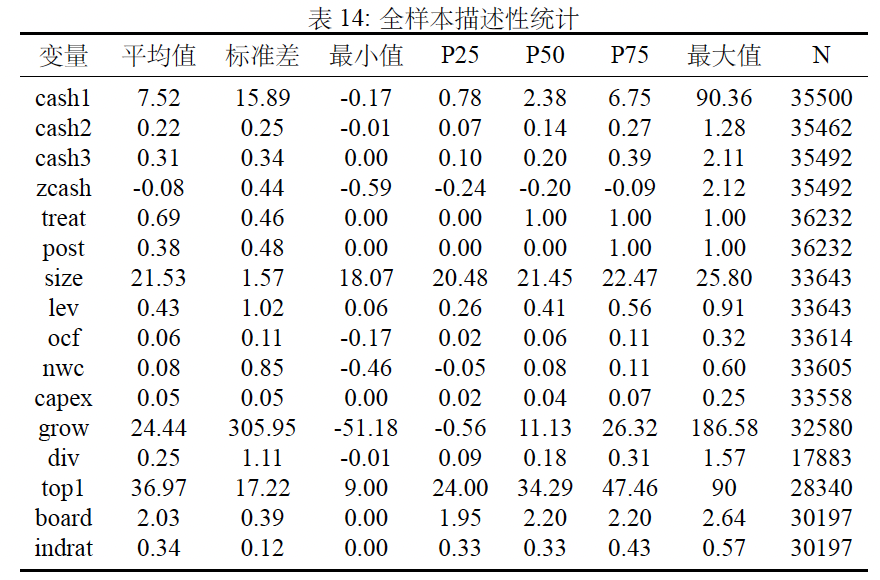 表 14: 全样本描述性统计
变量 平均值 标准差 最小值 P25 P50 P75 最大值 N
cash1 7.52 15.89 -0.17 0.78 2.38 6.75 90.36 35500
cash2 0.22 0.25 -0.01 0.07 0.14 0.27 1.28 35462
cash3 0.31 0.34 0.00 0.10 0.20 0.39 2.11 35492
zcash -0.08 0.44 -0.59 -0.24 -0.20 -0.09 2.12 35492
treat 0.69 0.46 0.00 0.00 1.00 1.00 1.00 36232
post 0.38 0.48 0.00 0.00 0.00 1.00 1.00 36232
size 21.53 1.57 18.07 20.48 21.45 22.47 25.80 33643
lev 0.43 1.02 0.06 0.26 0.41 0.56 0.91 33643
ocf 0.06 0.11 -0.17 0.02 0.06 0.11 0.32 33614
nwc 0.08 0.85 -0.46 -0.05 0.08 0.11 0.60 33605
capex 0.05 0.05 0.00 0.02 0.04 0.07 0.25 33558
grow 24.44 305.95 -51.18 -0.56 11.13 26.32 186.58 32580
div 0.25 1.11 -0.01 0.09 0.18 0.31 1.57 17883
top1 36.97 17.22 9.00 24.00 34.29 47.46 90 28340
board 2.03 0.39 0.00 1.95 2.20 2.20 2.64 30197
indrat 0.34 0.12 0.00 0.33 0.33 0.43 0.57 30197